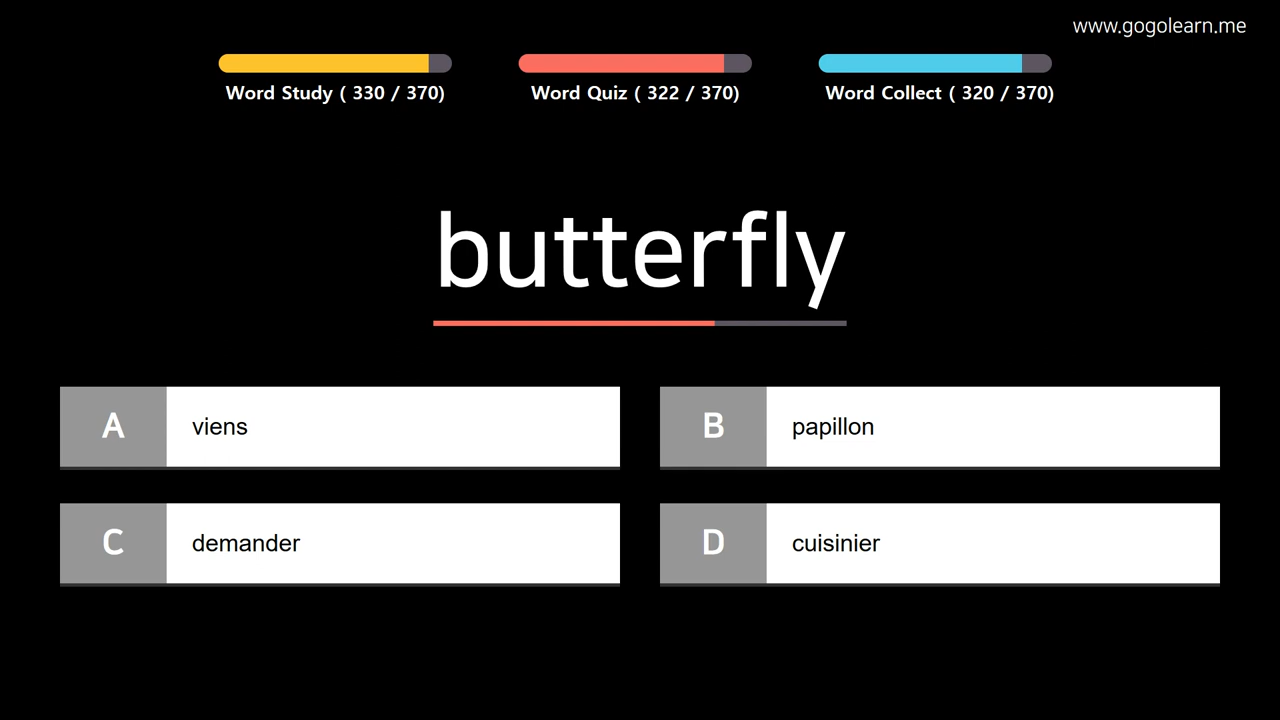 www.gogolearn.me
Word Study ( 330 / 370)
Word Quiz ( 322 / 370)
Word Collect ( 320 / 370)
butterfly
A viens
B papillon
C demander
D cuisinier